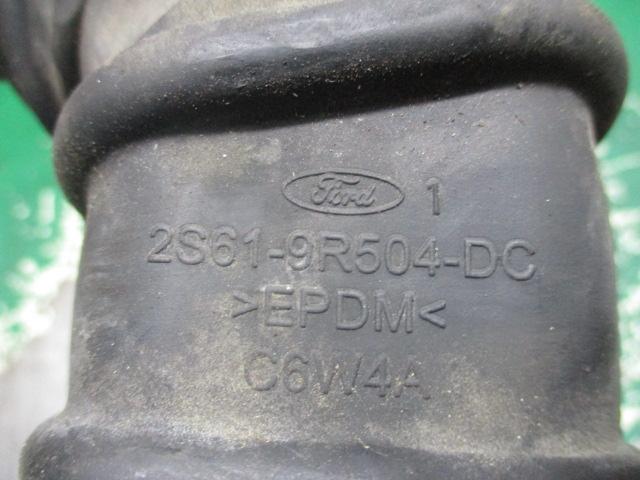 Ford 1
2S61-9R504-DC
>EPDM<
C6W4A